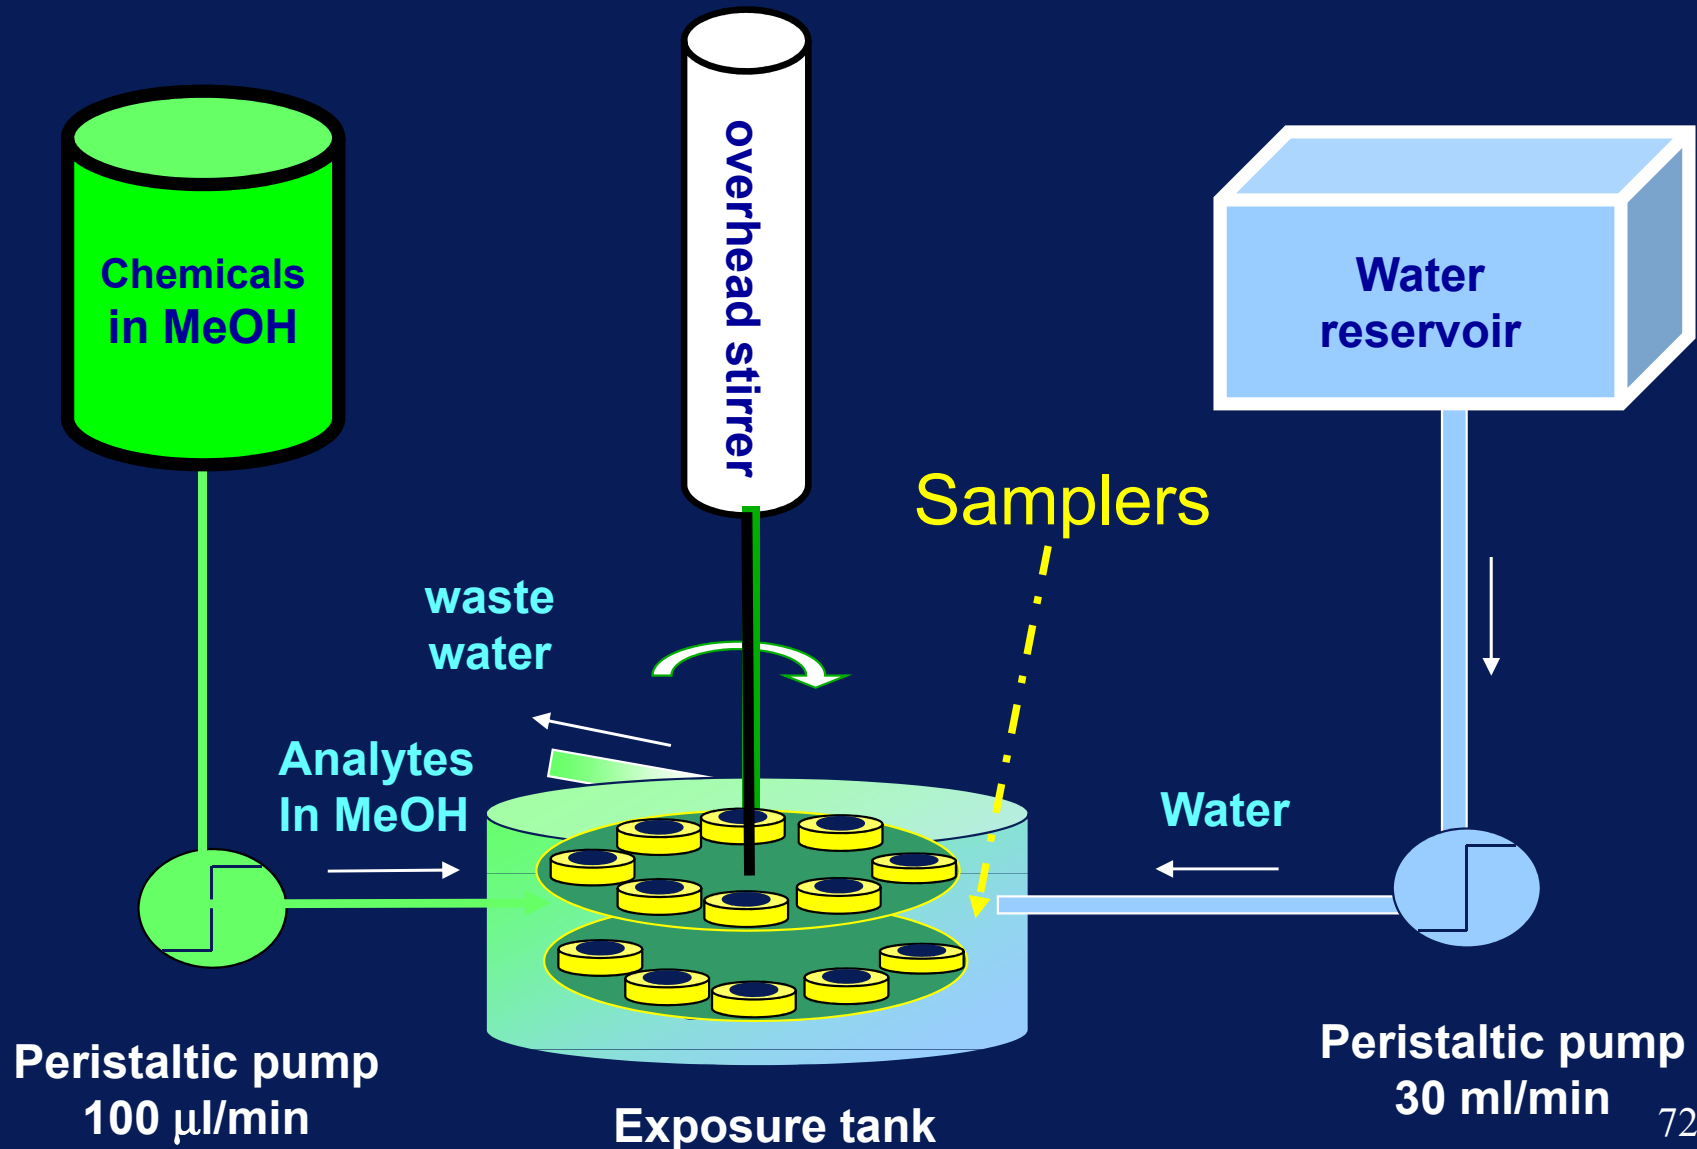 overhead stirrer
Chemicals
in MeOH
Water
reservoir
Samplers
waste
water
Analytes
In MeOH
Water
Peristaltic pump
100 μl/min
Exposure tank
Peristaltic pump
30 ml/min
72